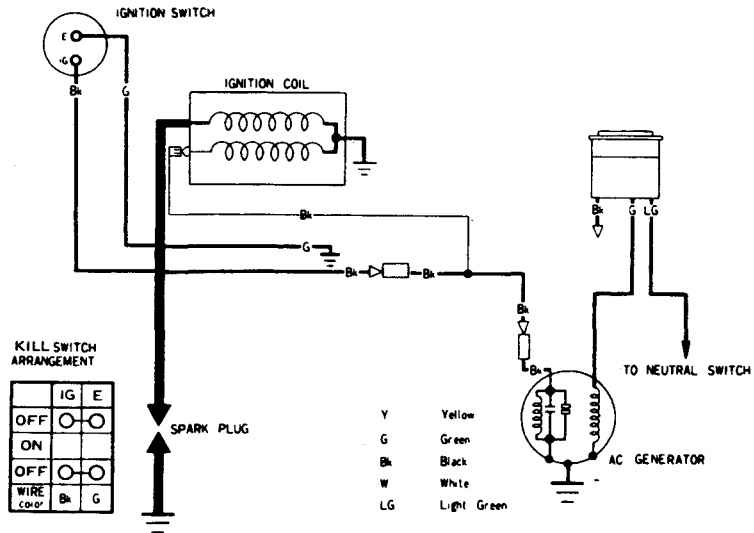 IGNITION SWITCH
E
IG
Bk
G
IGNITION COIL
Bk
Bk
G
LG
G
Bk
Bk
Bk
Bk
TO NEUTRAL SWITCH
KILL SWITCH
ARRANGEMENT
IG E
OFF
ON
OFF
WIRE COLOR Bk G
SPARK PLUG
Y Yellow
G Green
Bk Black
W White
LG Light Green
AC GENERATOR